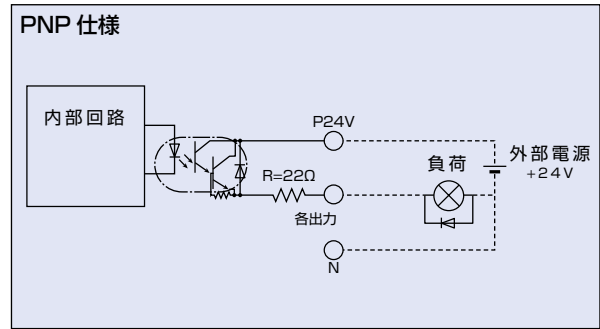 PNP 仕様
内部回路
P24V
負荷
外部電源
+24V
R=22Ω
各出力
N